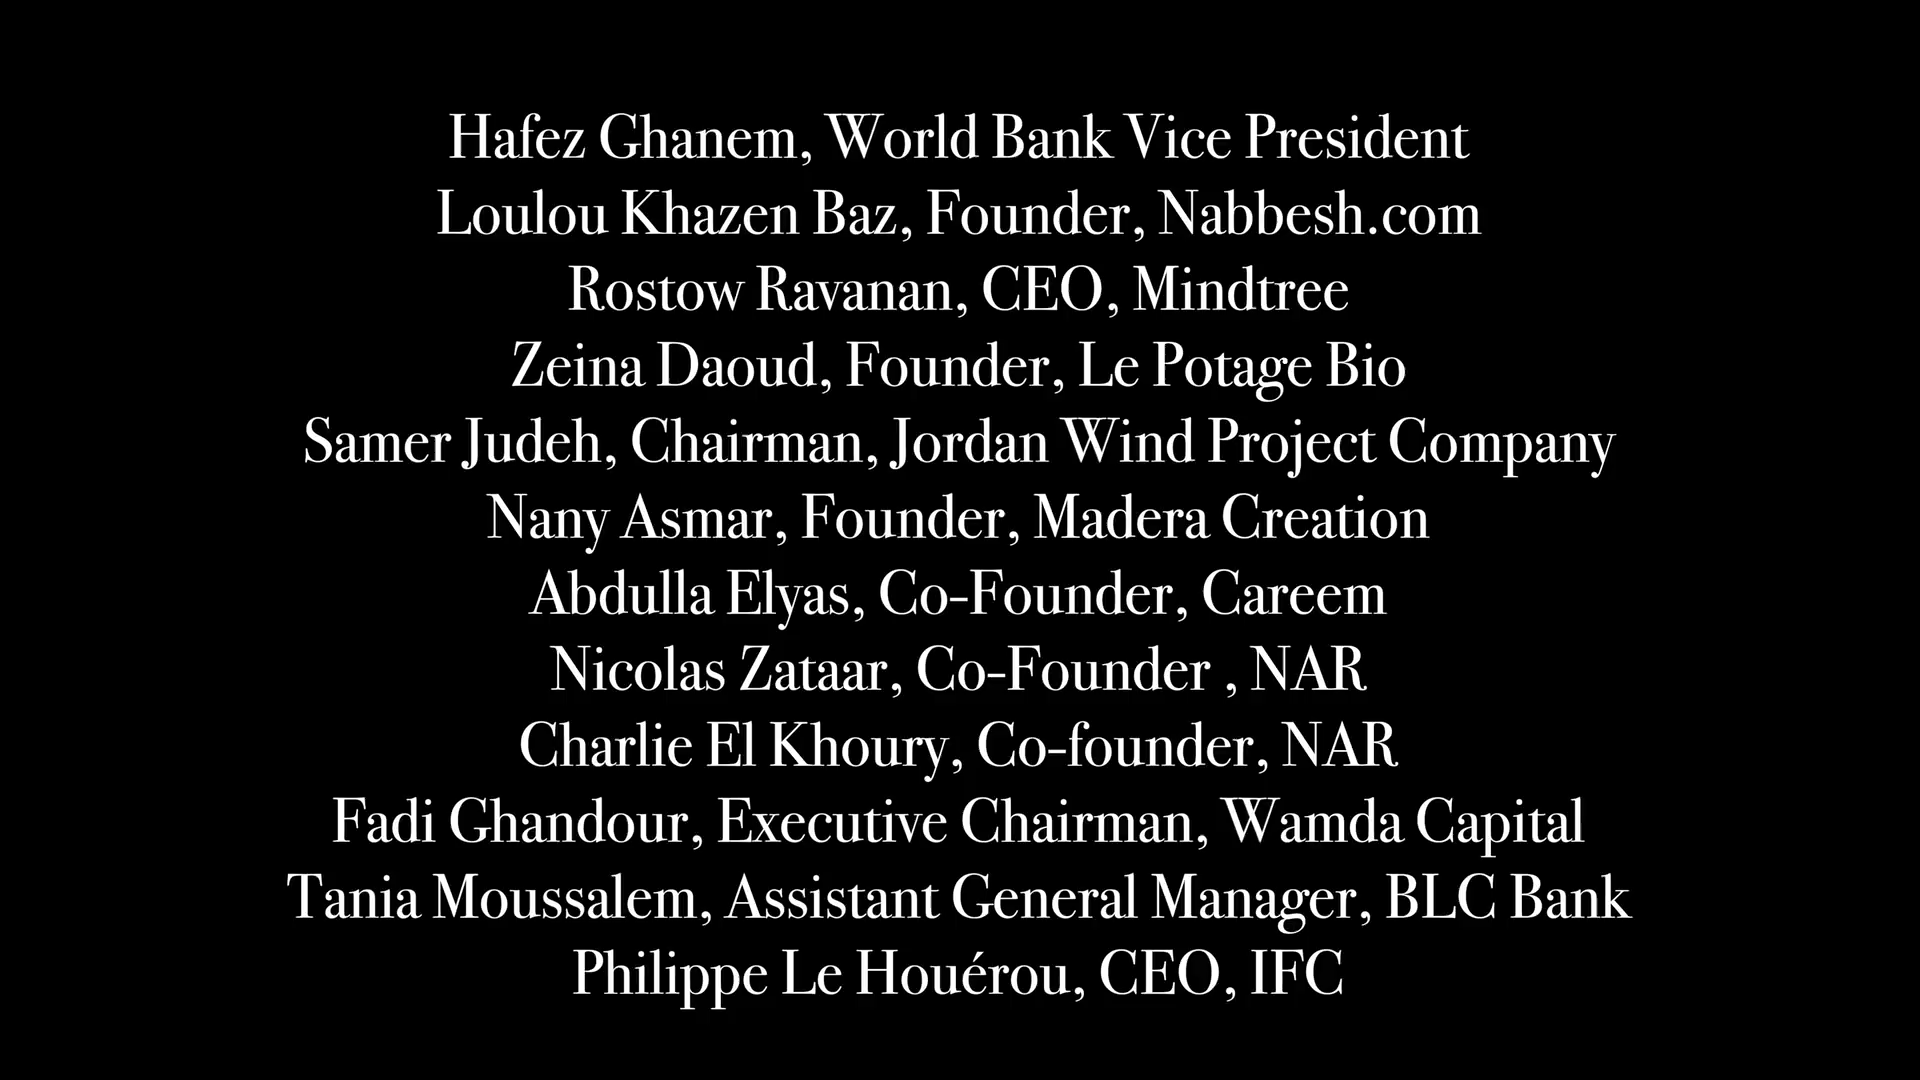 Hafez Ghanem, World Bank Vice President
Loulou Khazen Baz, Founder, Nabbesh.com
Rostow Ravanan, CEO, Mindtree
Zeina Daoud, Founder, Le Potage Bio
Samer Judeh, Chairman, Jordan Wind Project Company
Nany Asmar, Founder, Madera Creation
Abdulla Elyas, Co-Founder, Careem
Nicolas Zataar, Co-Founder , NAR
Charlie El Khoury, Co-founder, NAR
Fadi Ghandour, Executive Chairman, Wamda Capital
Tania Moussalem, Assistant General Manager, BLC Bank
Philippe Le Houérou, CEO, IFC